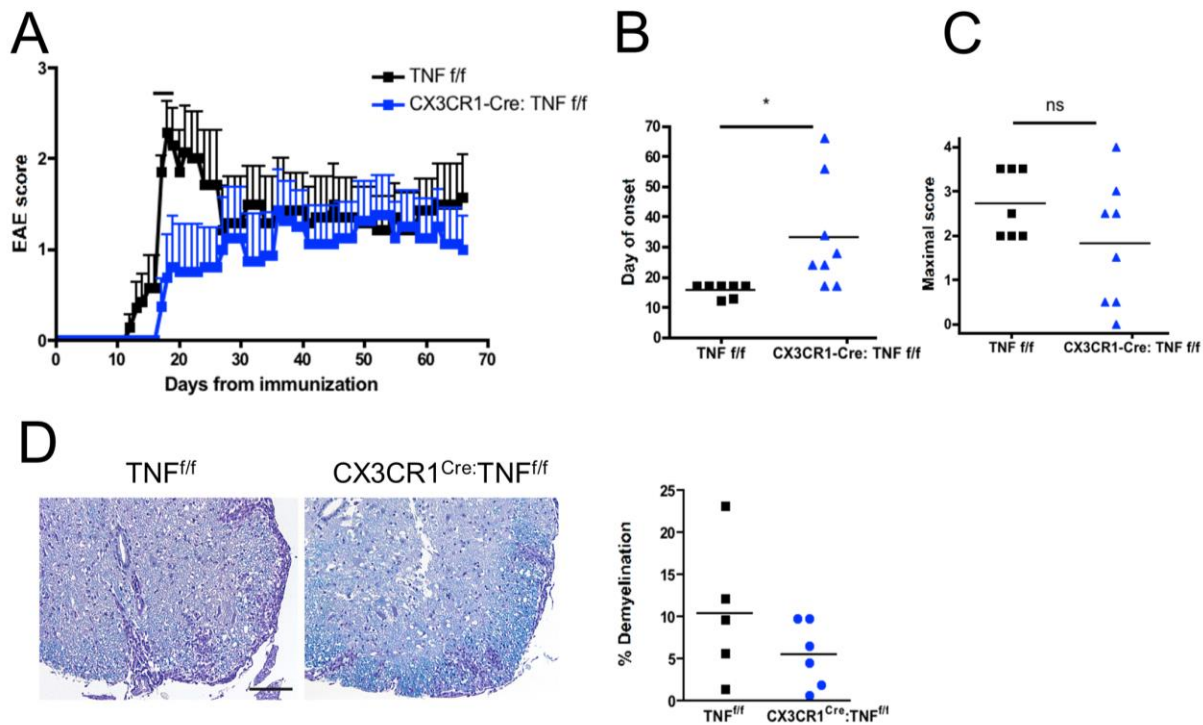 A
3
2
1
0
EAE score
0 10 20 30 40 50 60 70
Days from immunization
TNF f/f
CX3CR1-Cre: TNF f/f
B
*
70
60
50
40
30
20
10
0
Day of onset
TNF f/f CX3CR1-Cre: TNF f/f
C
ns
4
3
2
1
0
Maximal score
TNF f/f CX3CR1-Cre: TNF f/f
D
TNFf/f
CX3CR1Cre:TNFf/f
25
20
15
10
5
0
% Demyelination
TNFf/f CX3CR1Cre:TNFf/f